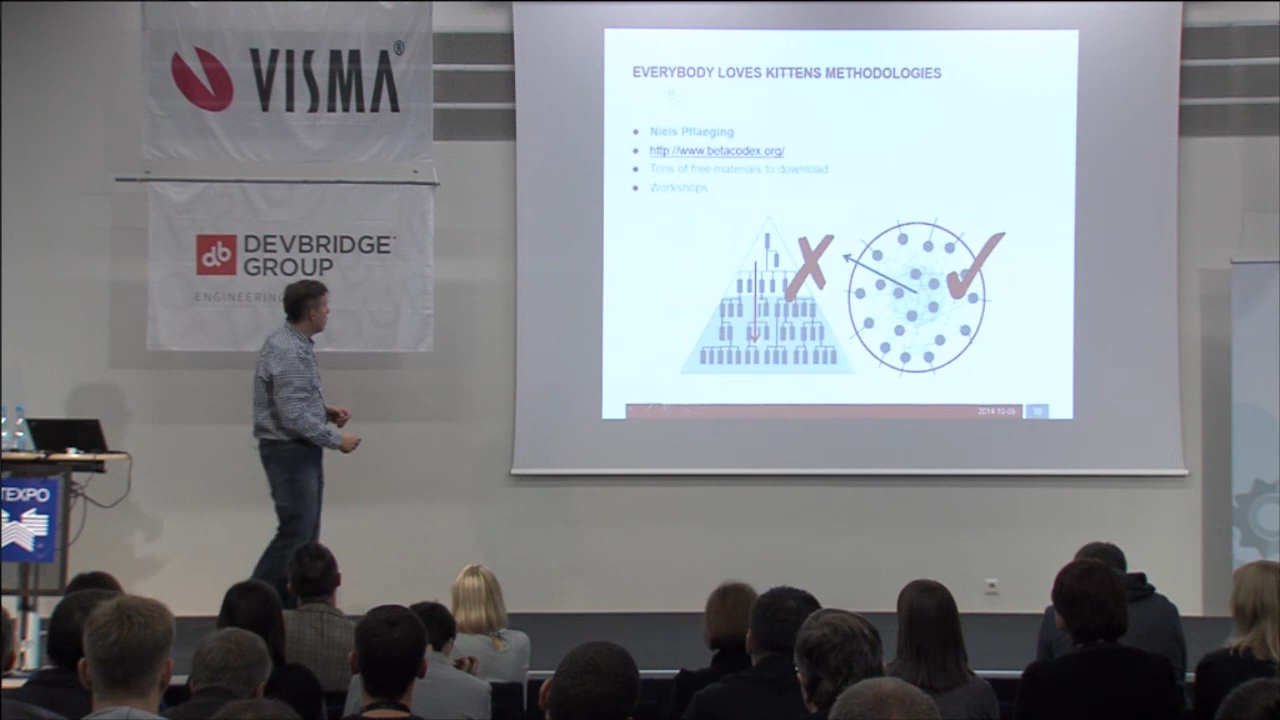 VISMA®
DEVBRIDGE
GROUP
ENGINEERING
TEXPO
EVERYBODY LOVES KITTENS METHODOLOGIES
Niels Pflaeging
http://www.betacodex.org/
Tons of free materials to download
Workshops
2014-10-09